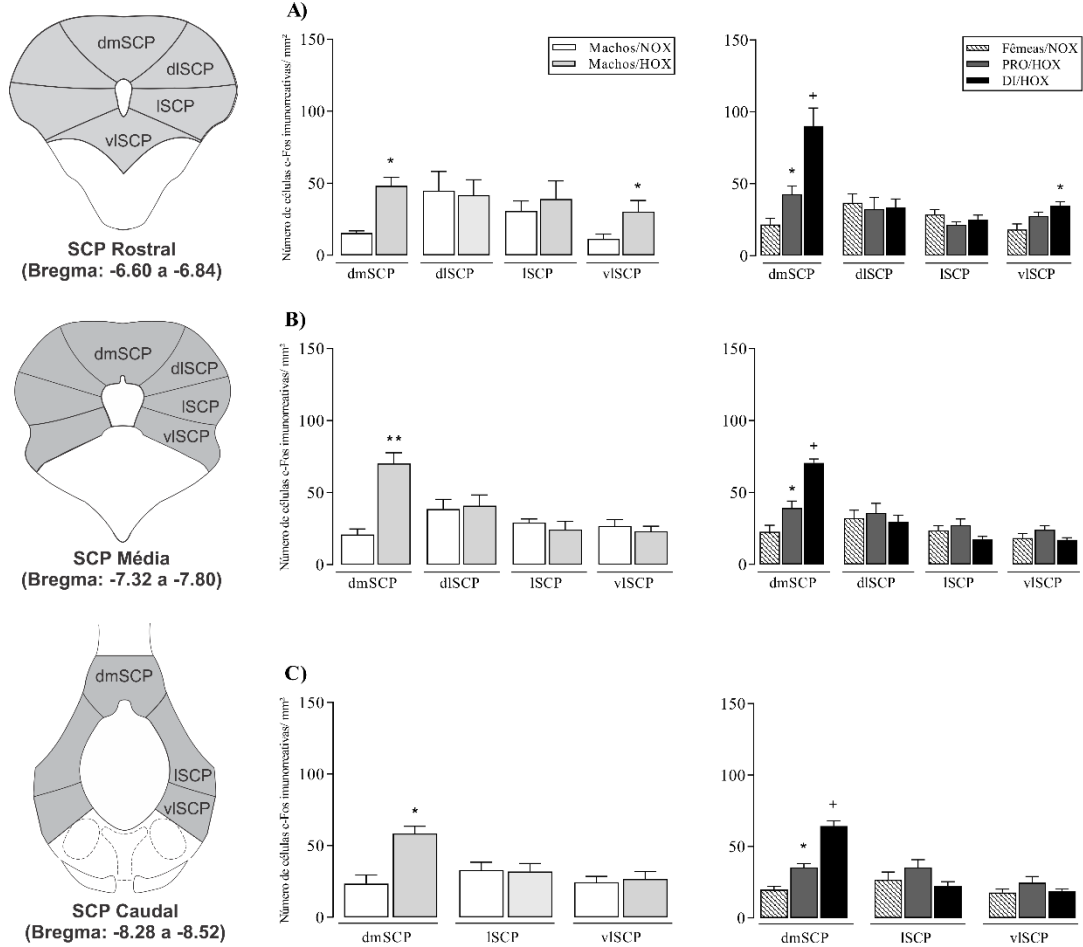 dmSCP
dlSCP
lSCP
vlSCP
SCP Rostral
(Bregma: -6.60 a -6.84)
A)
Número de células c-Fos imunorreativas/ mm²
150
100
50
0
Machos/NOX
Machos/HOX
*
*
dmSCP dlSCP lSCP vlSCP
150
100
50
0
Fêmeas/NOX
PRO/HOX
DI/HOX
*
+
*
dmSCP dlSCP lSCP vlSCP
dmSCP
dlSCP
lSCP
vlSCP
SCP Média
(Bregma: -7.32 a -7.80)
B)
Número de células c-Fos imunorreativas/ mm²
150
100
50
0
**
dmSCP dlSCP lSCP vlSCP
150
100
50
0
*
+
dmSCP dlSCP lSCP vlSCP
dmSCP
lSCP
vlSCP
SCP Caudal
(Bregma: -8.28 a -8.52)
C)
Número de células c-Fos imunorreativas/ mm²
150
100
50
0
*
dmSCP lSCP vlSCP
150
100
50
0
*
+
dmSCP lSCP vlSCP